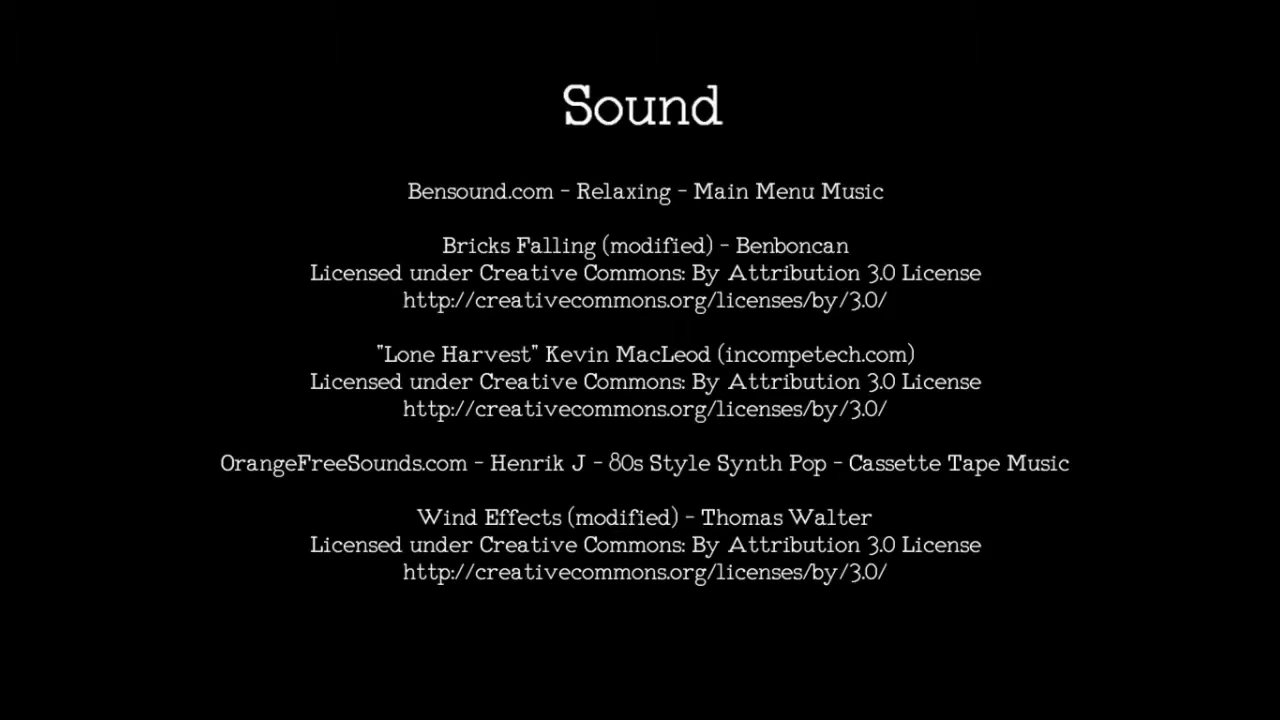 Sound
Bensound.com - Relaxing - Main Menu Music
Bricks Falling (modified) - Benboncan
Licensed under Creative Commons: By Attribution 3.0 License
http://creativecommons.org/licenses/by/3.0/
"Lone Harvest" Kevin MacLeod (incompetech.com)
Licensed under Creative Commons: By Attribution 3.0 License
http://creativecommons.org/licenses/by/3.0/
OrangeFreeSounds.com - Henrik J - 80s Style Synth Pop - Cassette Tape Music
Wind Effects (modified) - Thomas Walter
Licensed under Creative Commons: By Attribution 3.0 License
http://creativecommons.org/licenses/by/3.0/